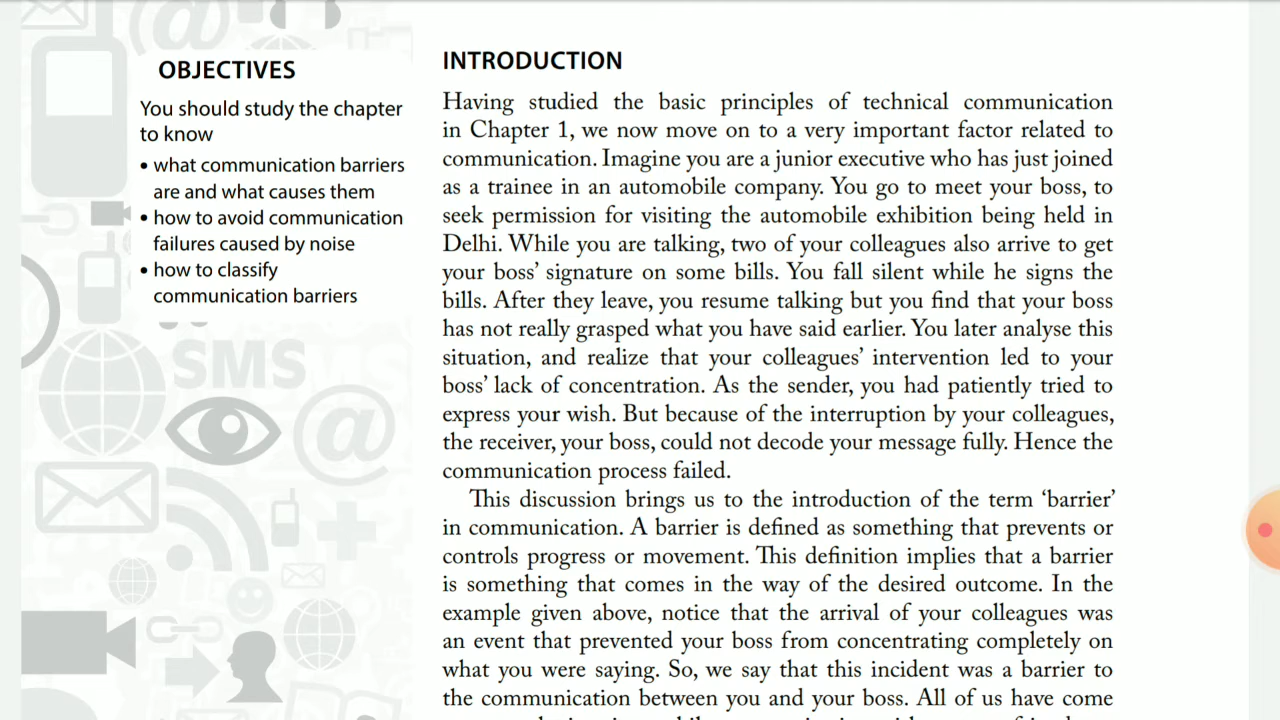 OBJECTIVES
You should study the chapter
to know
• what communication barriers
are and what causes them
• how to avoid communication
failures caused by noise
• how to classify
communication barriers
SMS
INTRODUCTION
Having studied the basic principles of technical communication
in Chapter 1, we now move on to a very important factor related to
communication. Imagine you are a junior executive who has just joined
as a trainee in an automobile company. You go to meet your boss, to
seek permission for visiting the automobile exhibition being held in
Delhi. While you are talking, two of your colleagues also arrive to get
your boss’ signature on some bills. You fall silent while he signs the
bills. After they leave, you resume talking but you find that your boss
has not really grasped what you have said earlier. You later analyse this
situation, and realize that your colleagues’ intervention led to your
boss’ lack of concentration. As the sender, you had patiently tried to
express your wish. But because of the interruption by your colleagues,
the receiver, your boss, could not decode your message fully. Hence the
communication process failed.
This discussion brings us to the introduction of the term ‘barrier’
in communication. A barrier is defined as something that prevents or
controls progress or movement. This definition implies that a barrier
is something that comes in the way of the desired outcome. In the
example given above, notice that the arrival of your colleagues was
an event that prevented your boss from concentrating completely on
what you were saying. So, we say that this incident was a barrier to
the communication between you and your boss. All of us have come